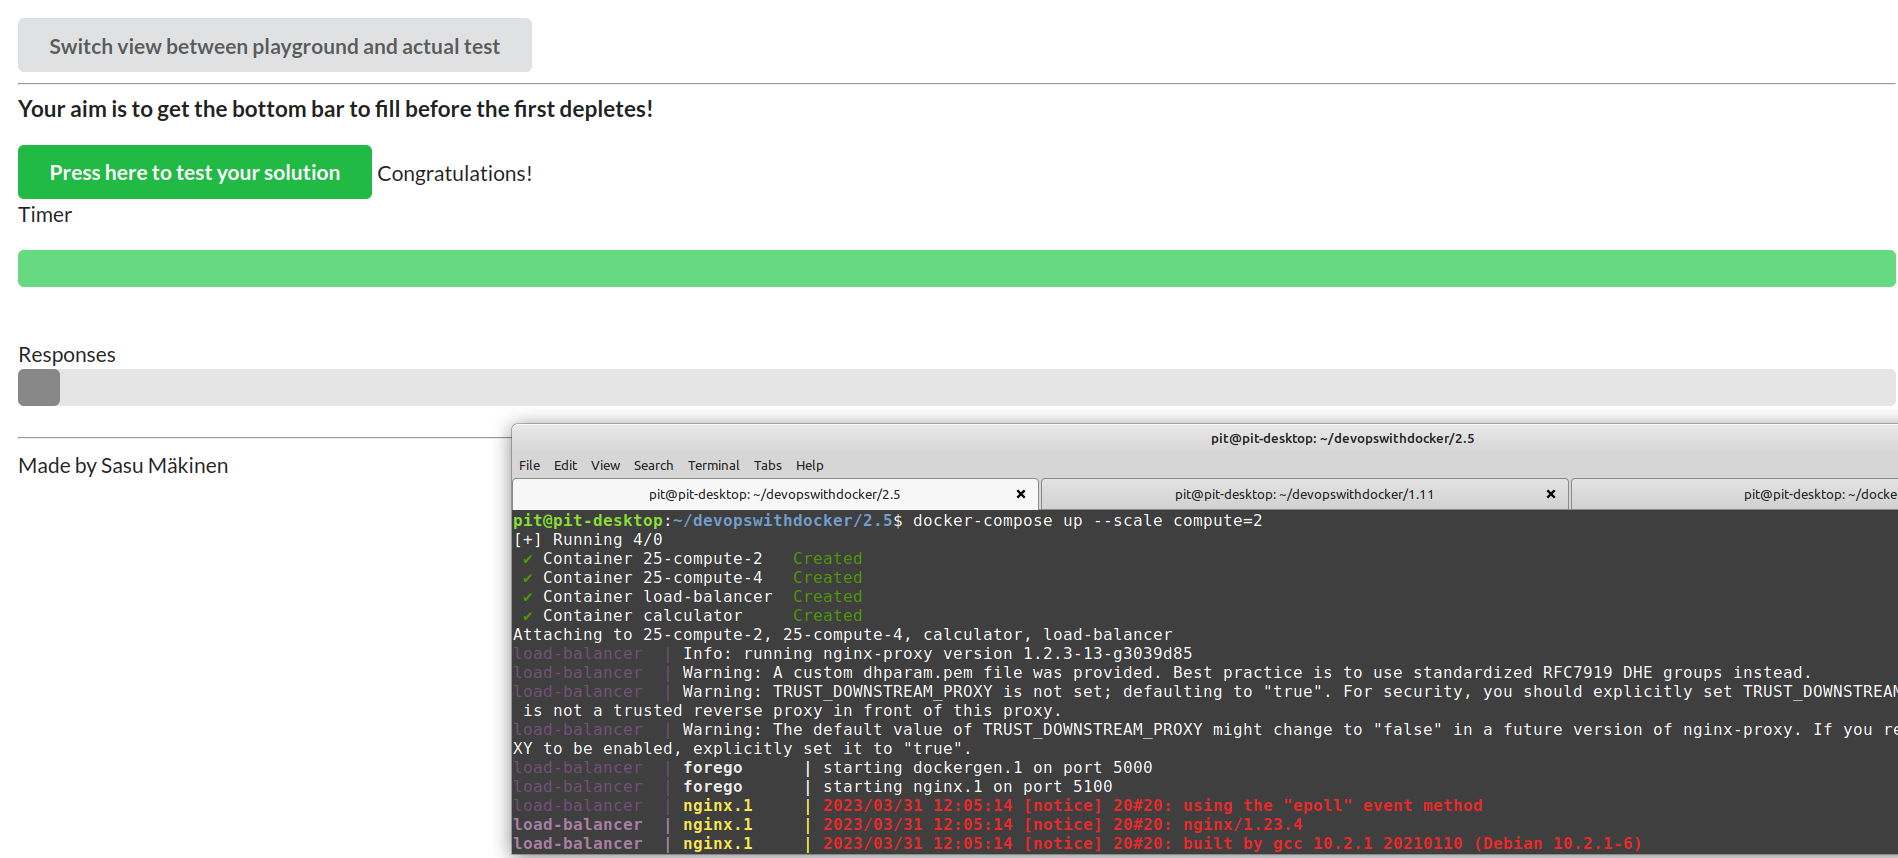 Switch view between playground and actual test
Your aim is to get the bottom bar to fill before the first depletes!
Press here to test your solution Congratulations!
Timer
Responses
Made by Sasu Mäkinen
pit@pit-desktop: ~/devopswithdocker/2.5
File Edit View Search Terminal Tabs Help
pit@pit-desktop: ~/devopswithdocker/2.5 × pit@pit-desktop: ~/devopswithdocker/1.11 × pit@pit-desktop: ~/docke
pit@pit-desktop:~/devopswithdocker/2.5$ docker-compose up --scale compute=2
[+] Running 4/0
✔ Container 25-compute-2 Created
✔ Container 25-compute-4 Created
✔ Container load-balancer Created
✔ Container calculator Created
Attaching to 25-compute-2, 25-compute-4, calculator, load-balancer
load-balancer | Info: running nginx-proxy version 1.2.3-13-g3039d85
load-balancer | Warning: A custom dhparam.pem file was provided. Best practice is to use standardized RFC7919 DHE groups instead.
load-balancer | Warning: TRUST_DOWNSTREAM_PROXY is not set; defaulting to "true". For security, you should explicitly set TRUST_DOWNSTREAM
is not a trusted reverse proxy in front of this proxy.
load-balancer | Warning: The default value of TRUST_DOWNSTREAM_PROXY might change to "false" in a future version of nginx-proxy. If you re
XY to be enabled, explicitly set it to "true".
load-balancer | forego | starting dockergen.1 on port 5000
load-balancer | forego | starting nginx.1 on port 5100
load-balancer | nginx.1 | 2023/03/31 12:05:14 [notice] 20#20: using the "epoll" event method
load-balancer | nginx.1 | 2023/03/31 12:05:14 [notice] 20#20: nginx/1.23.4
load-balancer | nginx.1 | 2023/03/31 12:05:14 [notice] 20#20: built by gcc 10.2.1 20210110 (Debian 10.2.1-6)